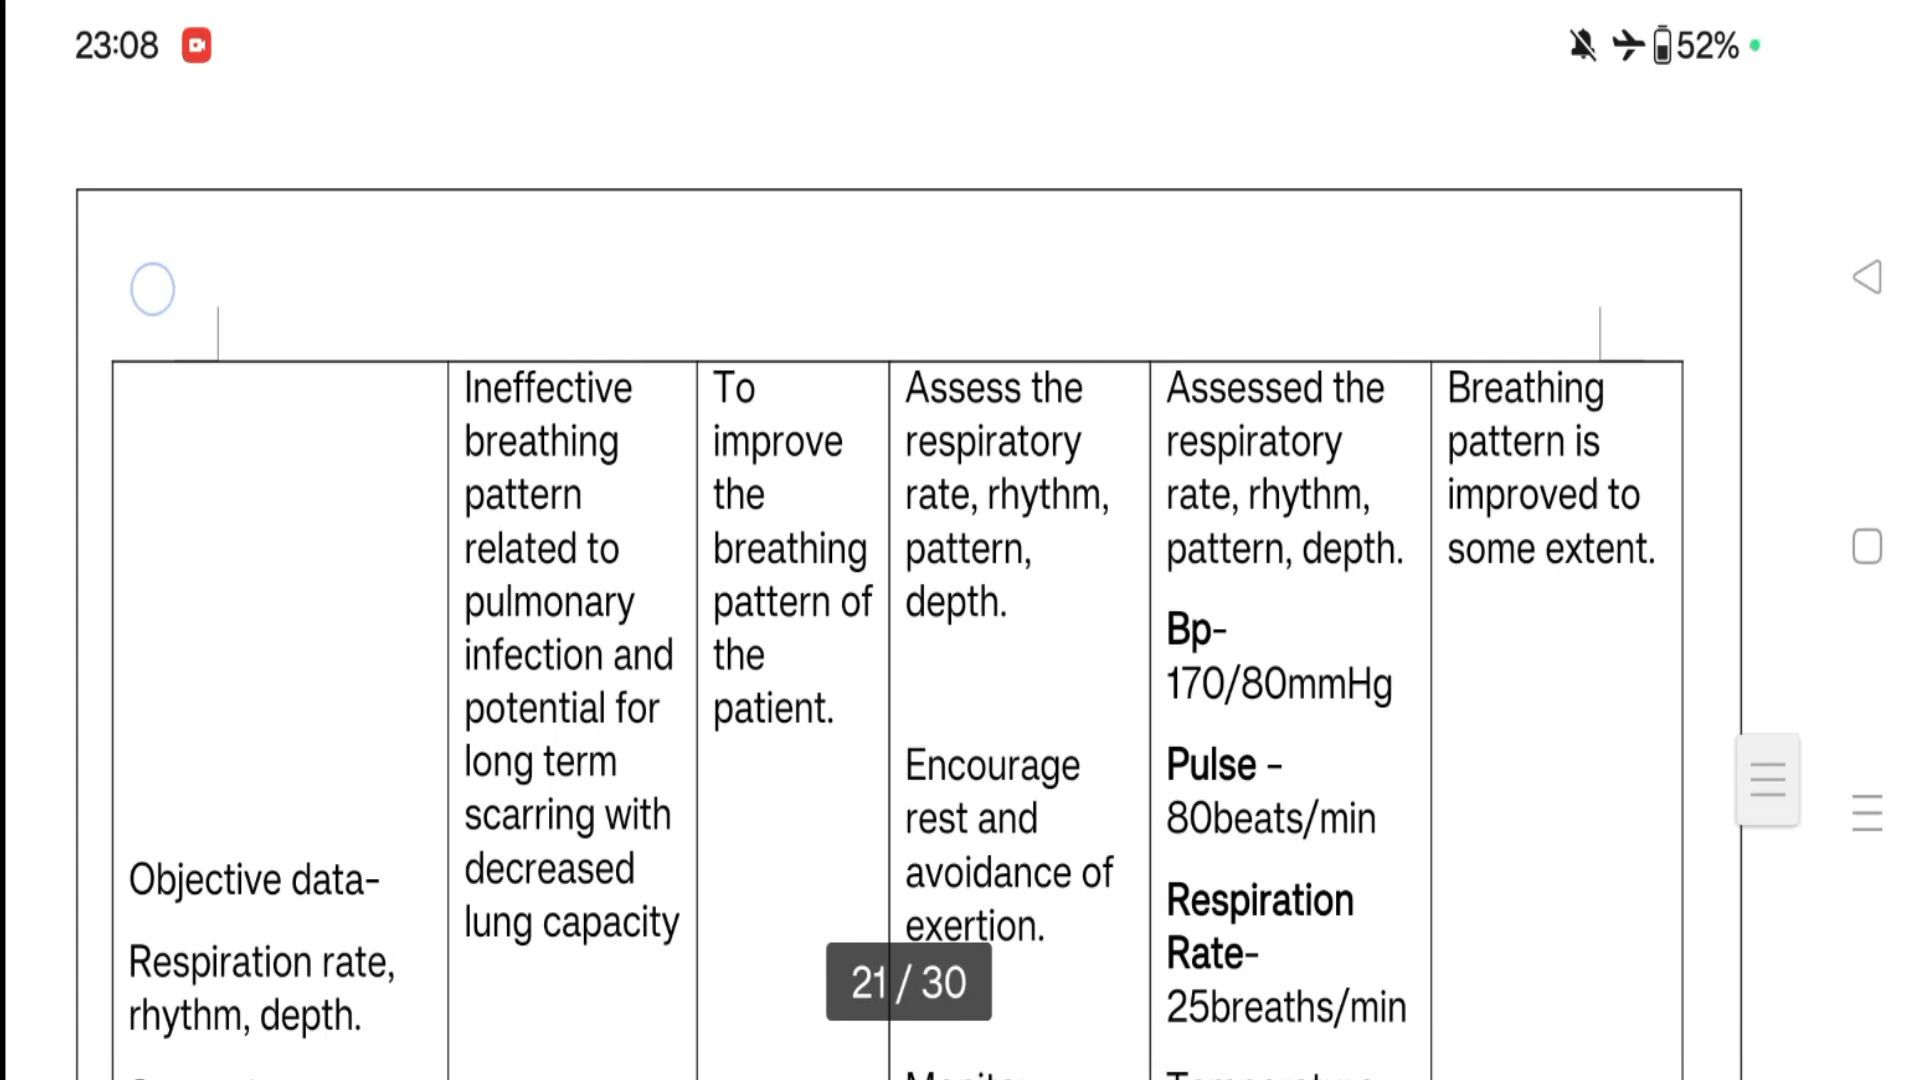 23:08
52%
Objective data-
Respiration rate,
rhythm, depth.
Ineffective
breathing
pattern
related to
pulmonary
infection and
potential for
long term
scarring with
decreased
lung capacity
To
improve
the
breathing
pattern of
the
patient.
Assess the
respiratory
rate, rhythm,
pattern,
depth.
Encourage
rest and
avoidance of
exertion.
Assessed the
respiratory
rate, rhythm,
pattern, depth.
Bp-
170/80mmHg
Pulse -
80beats/min
Respiration
Rate-
25breaths/min
Breathing
pattern is
improved to
some extent.
21 / 30